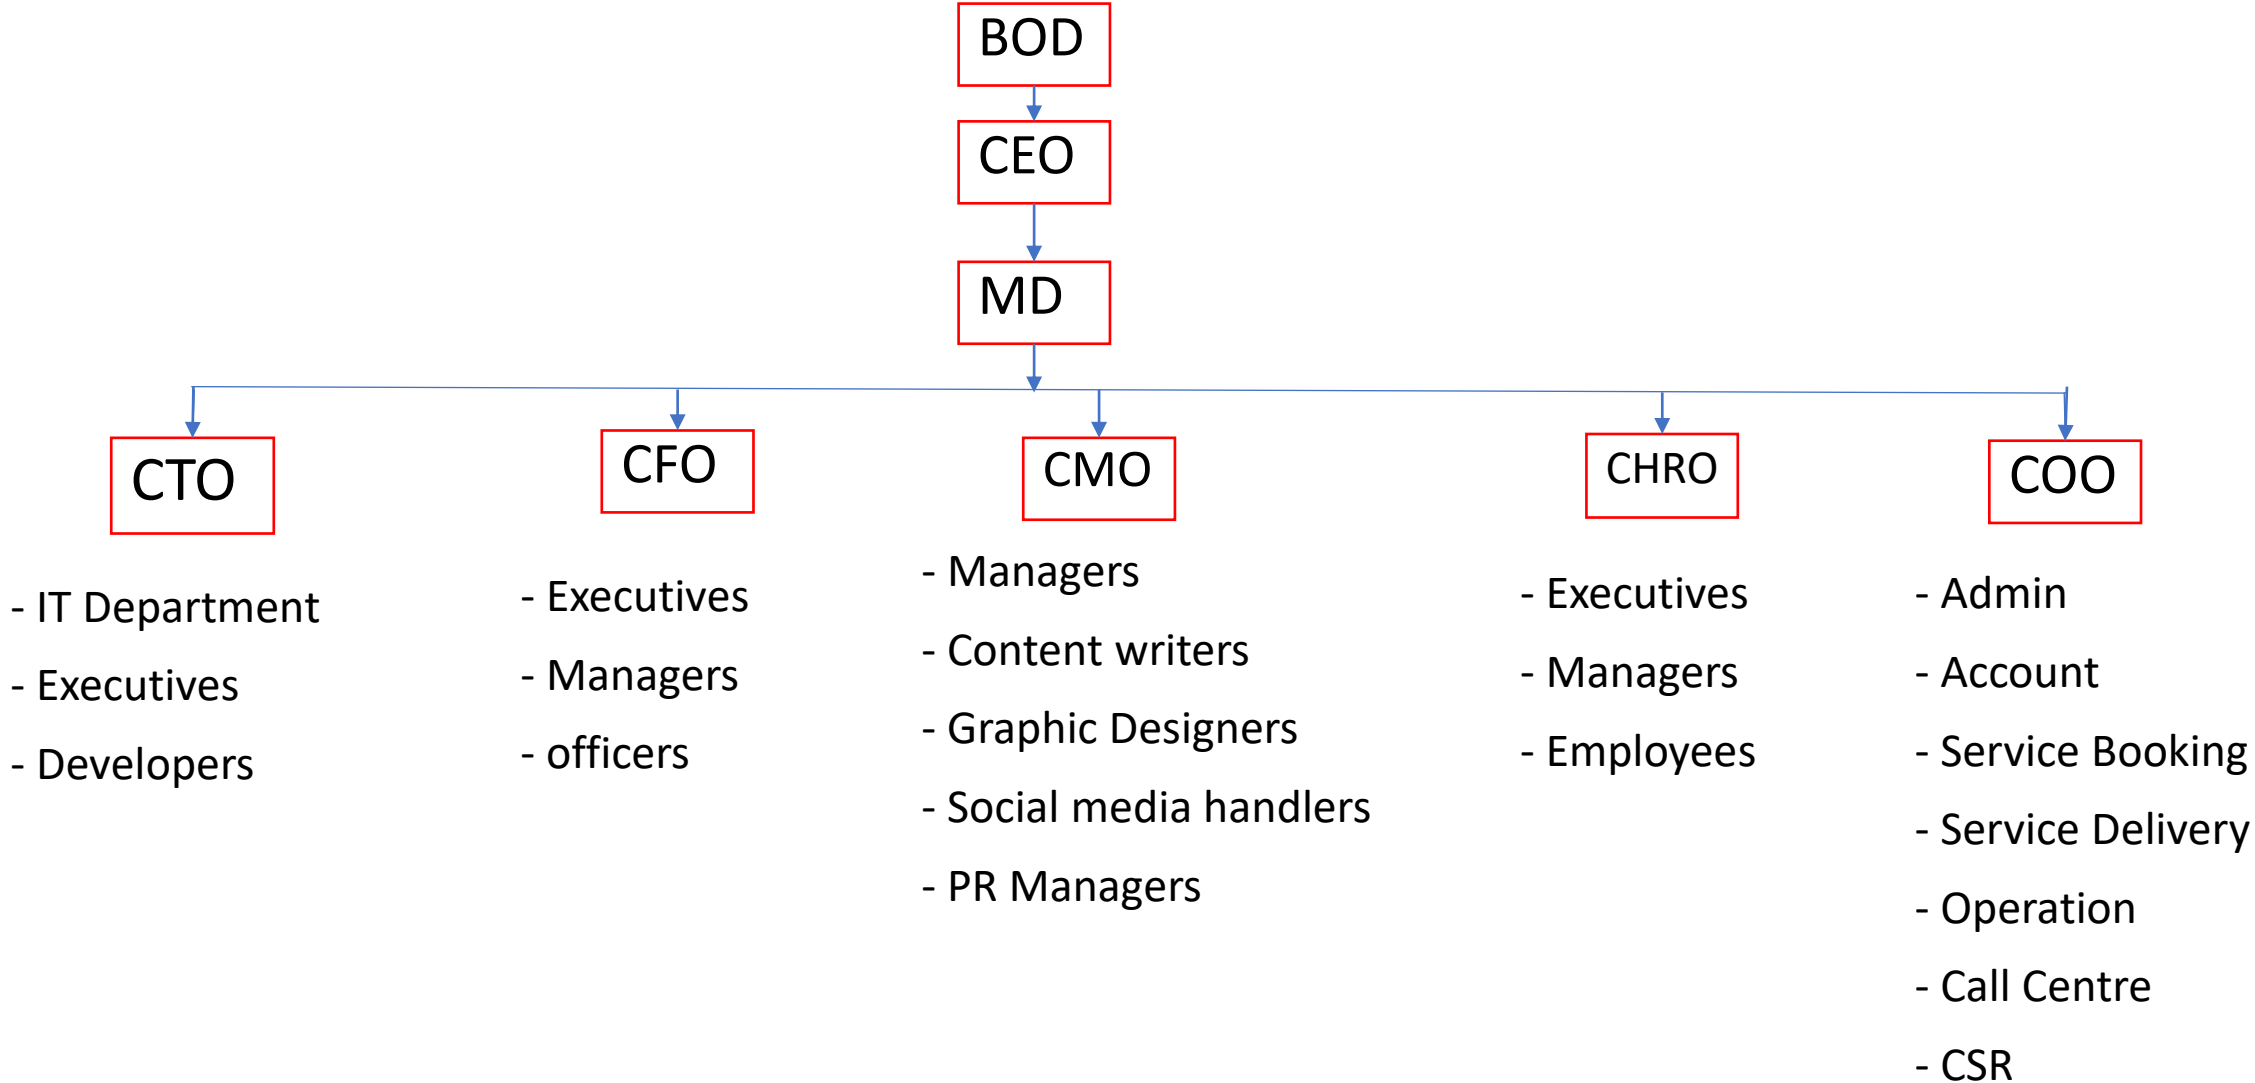 BOD
CEO
MD
CTO
CFO
CMO
CHRO
COO
- IT Department
- Executives
- Developers
- Executives
- Managers
- officers
- Managers
- Content writers
- Graphic Designers
- Social media handlers
- PR Managers
- Executives
- Managers
- Employees
- Admin
- Account
- Service Booking
- Service Delivery
- Operation
- Call Centre
- CSR